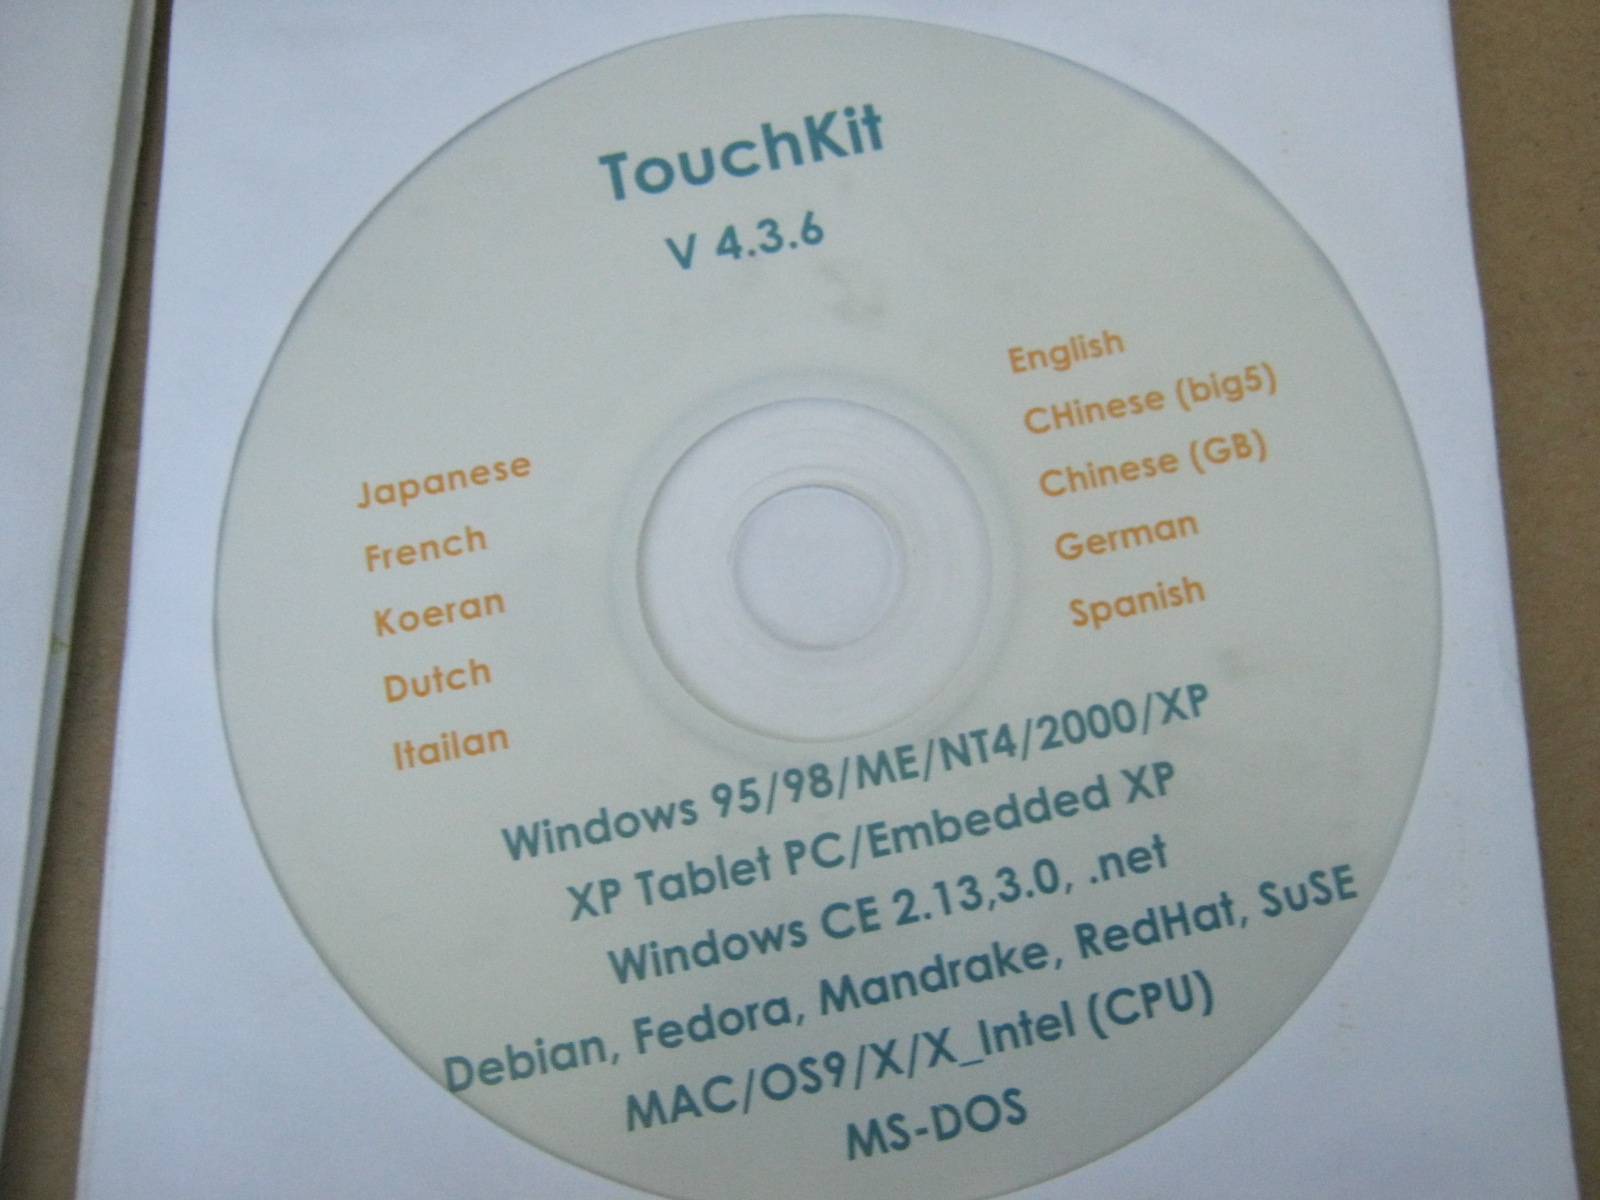 TouchKit
V 4.3.6
English
CHinese (big5)
Chinese (GB)
German
Spanish
Japanese
French
Koeran
Dutch
Itailan
Windows 95/98/ME/NT4/2000/XP
XP Tablet PC/Embedded XP
Windows CE 2.13,3.0, .net
Debian, Fedora, Mandrake, RedHat, SuSE
MAC/OS9/X/X_Intel (CPU)
MS-DOS